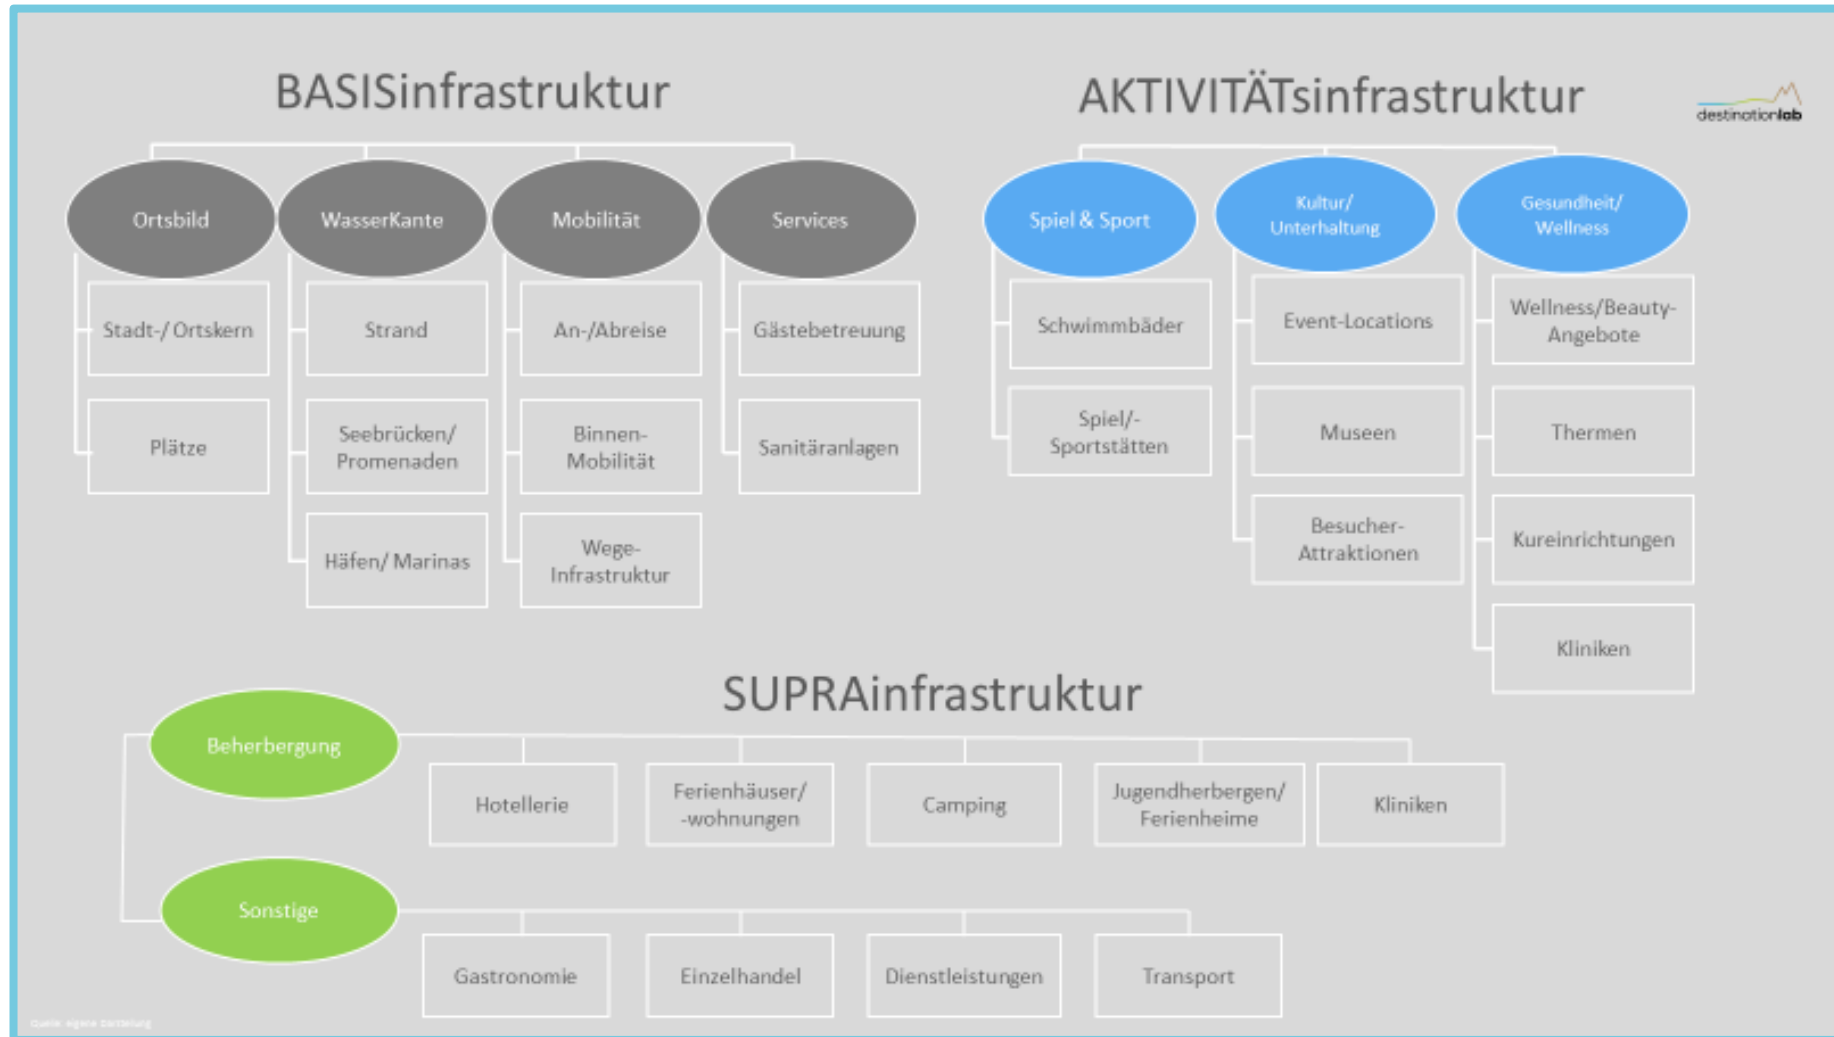 BASISinfrastruktur
Ortsbild
WasserKante
Mobilität
Services
Stadt-/ Ortskern
Strand
An-/Abreise
Gästebetreuung
Plätze
Seebrücken/
Promenaden
Binnen-
Mobilität
Sanitäranlagen
Häfen/ Marinas
Wege-
Infrastruktur
AKTIVITÄTsinfrastruktur
destinationlab
Spiel & Sport
Kultur/
Unterhaltung
Gesundheit/
Wellness
Schwimmbäder
Event-Locations
Wellness/Beauty-
Angebote
Spiel/-
Sportstätten
Museen
Thermen
Besucher-
Attraktionen
Kureinrichtungen
Kliniken
SUPRAinfrastruktur
Beherbergung
Hotellerie
Ferienhäuser/
-wohnungen
Camping
Jugendherbergen/
Ferienheime
Kliniken
Sonstige
Gastronomie
Einzelhandel
Dienstleistungen
Transport
Quelle: eigene Darstellung